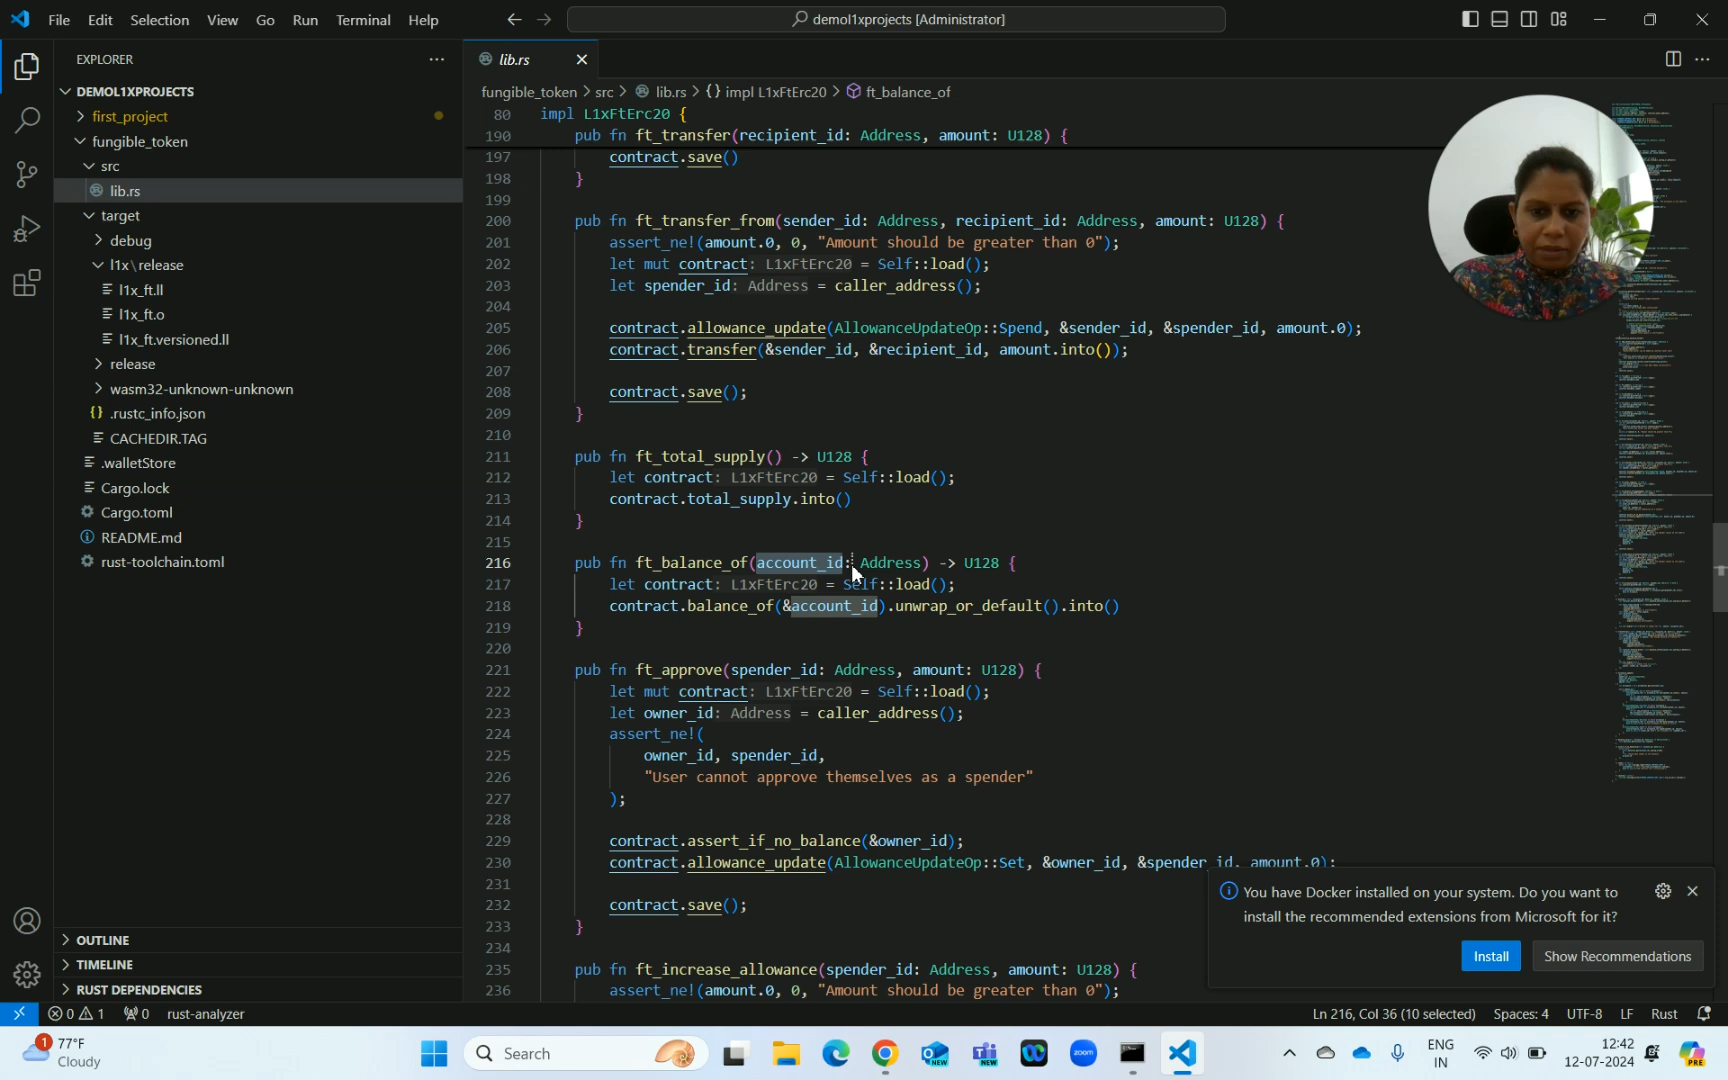 File Edit Selection View Go Run Terminal Help
demol1xprojects [Administrator]
EXPLORER
DEMOL1XPROJECTS
first_project
fungible_token
src
lib.rs
target
debug
l1x\release
l1x_ft.ll
l1x_ft.o
l1x_ft.versioned.ll
release
wasm32-unknown-unknown
{} .rustc_info.json
CACHEDIR.TAG
.walletStore
Cargo.lock
Cargo.toml
README.md
rust-toolchain.toml
OUTLINE
TIMELINE
RUST DEPENDENCIES
lib.rs
fungible_token > src > lib.rs > {} impl L1xFtErc20 > ft_balance_of
80 impl L1xFtErc20 {
190 pub fn ft_transfer(recipient_id: Address, amount: U128) {
197 contract.save()
198 }
199
200 pub fn ft_transfer_from(sender_id: Address, recipient_id: Address, amount: U128) {
201 assert_ne!(amount.0, 0, "Amount should be greater than 0");
202 let mut contract: L1xFtErc20 = Self::load();
203 let spender_id: Address = caller_address();
204
205 contract.allowance_update(AllowanceUpdateOp::Spend, &sender_id, &spender_id, amount.0);
206 contract.transfer(&sender_id, &recipient_id, amount.into());
207
208 contract.save();
209 }
210
211 pub fn ft_total_supply() -> U128 {
212 let contract: L1xFtErc20 = Self::load();
213 contract.total_supply.into()
214 }
215
216 pub fn ft_balance_of(account_id: Address) -> U128 {
217 let contract: L1xFtErc20 = Self::load();
218 contract.balance_of(&account_id).unwrap_or_default().into()
219 }
220
221 pub fn ft_approve(spender_id: Address, amount: U128) {
222 let mut contract: L1xFtErc20 = Self::load();
223 let owner_id: Address = caller_address();
224 assert_ne!(
225 owner_id, spender_id,
226 "User cannot approve themselves as a spender"
227 );
228
229 contract.assert_if_no_balance(&owner_id);
230 contract.allowance_update(AllowanceUpdateOp::Set, &owner_id, &spender_id, amount.0);
231
232 contract.save();
233 }
234
235 pub fn ft_increase_allowance(spender_id: Address, amount: U128) {
236 assert_ne!(amount.0, 0, "Amount should be greater than 0");
You have Docker installed on your system. Do you want to
install the recommended extensions from Microsoft for it?
Install Show Recommendations
0 1 0 rust-analyzer
Ln 216, Col 36 (10 selected) Spaces: 4 UTF-8 LF Rust
1 77°F
Cloudy
Search
NEW
NEW
zoom
ENG
IN
12:42
12-07-2024
PRE